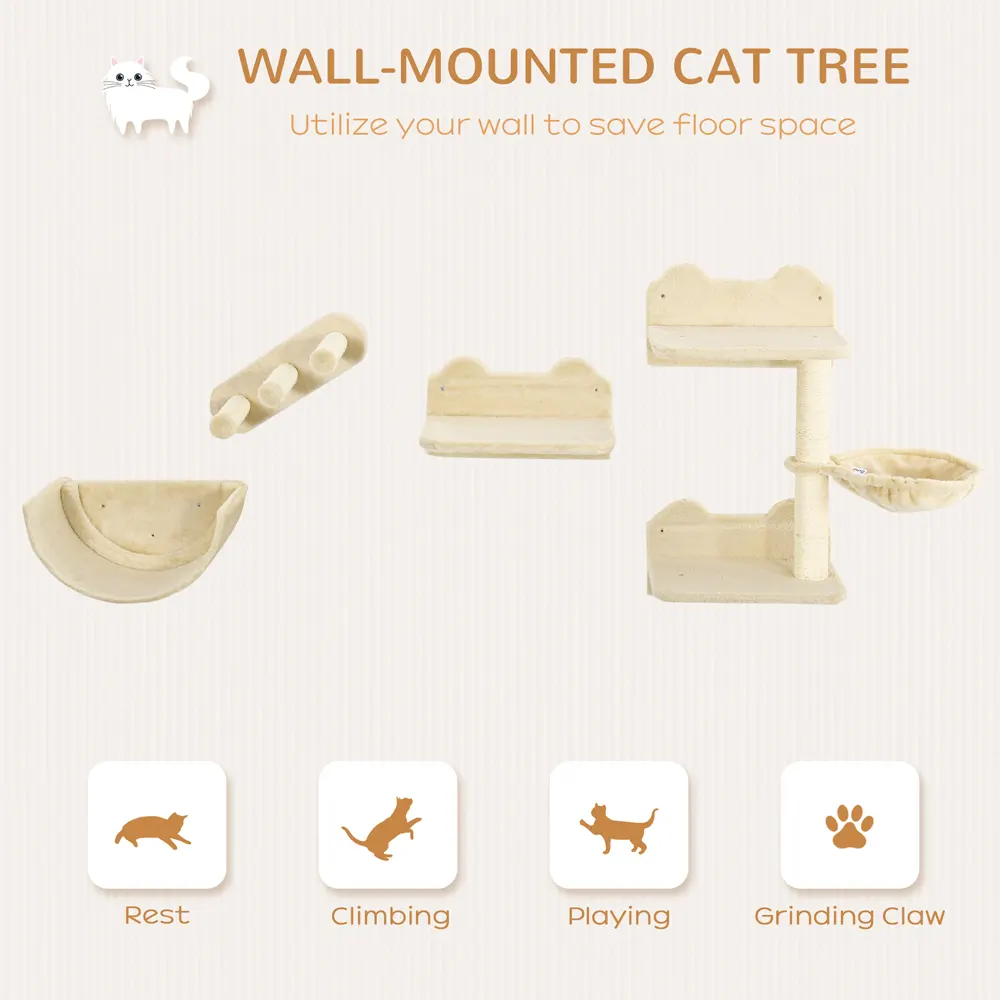 WALL-MOUNTED CAT TREE
Utilize your wall to save floor space
Rest
Climbing
Playing
Grinding Claw